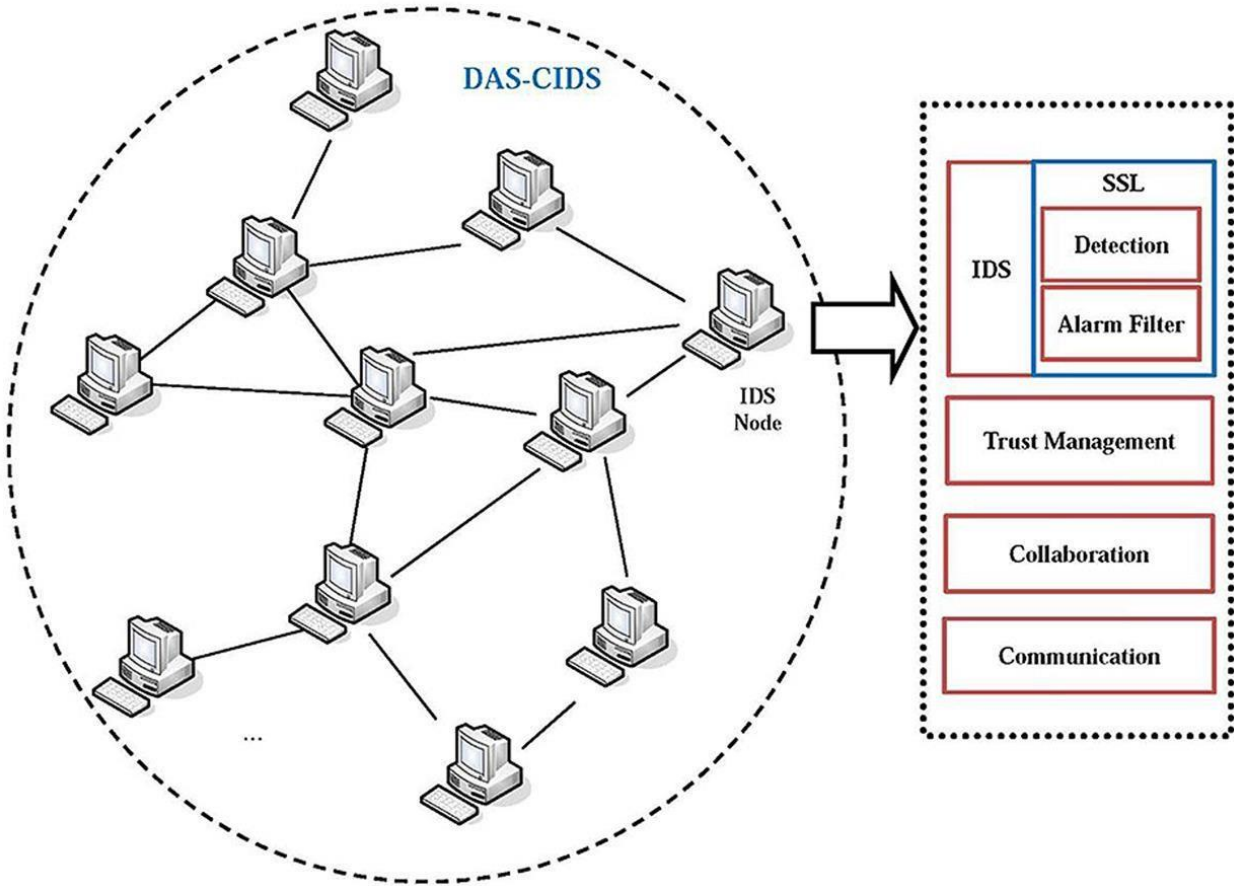 DAS-CIDS
IDS
Node
...
IDS
SSL
Detection
Alarm Filter
Trust Management
Collaboration
Communication